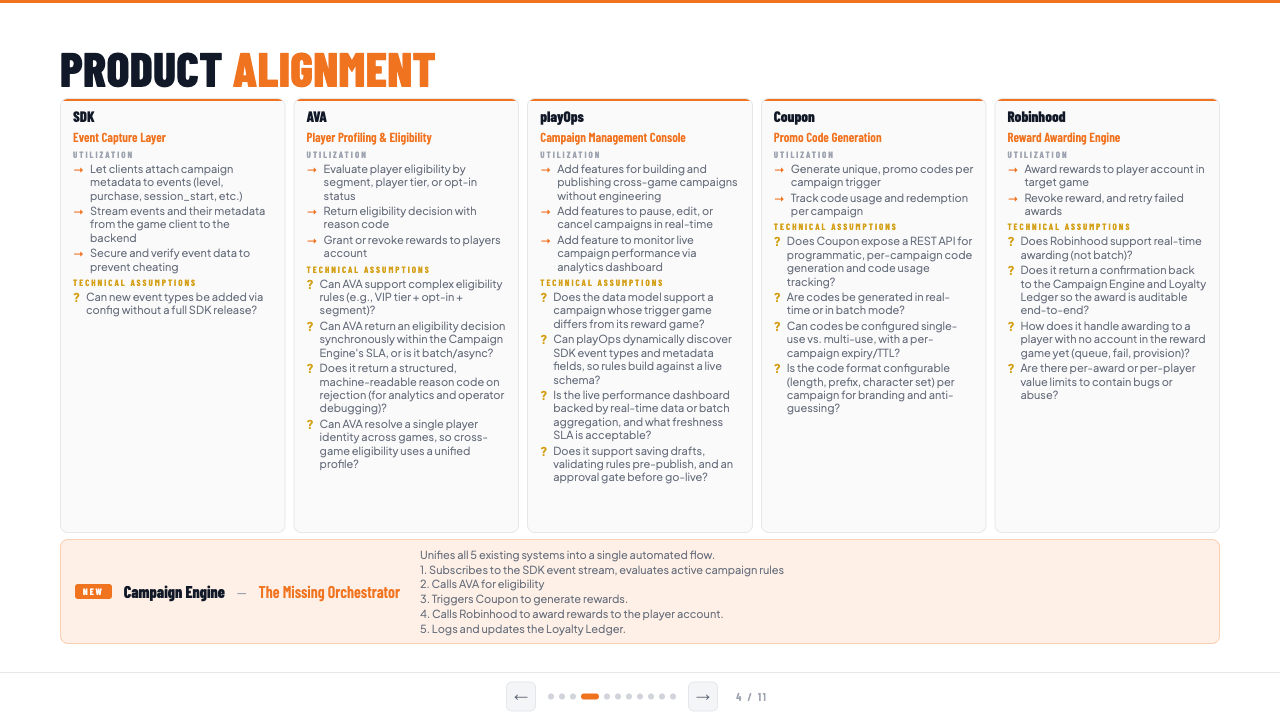 PRODUCT ALIGNMENT
SDK
Event Capture Layer
UTILIZATION
→ Let clients attach campaign
metadata to events (level,
purchase, session_start, etc.)
→ Stream events and their metadata
from the game client to the
backend
→ Secure and verify event data to
prevent cheating
TECHNICAL ASSUMPTIONS
? Can new event types be added via
config without a full SDK release?
AVA
Player Profiling & Eligibility
UTILIZATION
→ Evaluate player eligibility by
segment, player tier, or opt-in
status
→ Return eligibility decision with
reason code
→ Grant or revoke rewards to players
account
TECHNICAL ASSUMPTIONS
? Can AVA support complex eligibility
rules (e.g., VIP tier + opt-in +
segment)?
? Can AVA return an eligibility decision
synchronously within the Campaign
Engine's SLA, or is it batch/async?
? Does it return a structured,
machine-readable reason code on
rejection (for analytics and operator
debugging)?
? Can AVA resolve a single player
identity across games, so cross-
game eligibility uses a unified
profile?
playOps
Campaign Management Console
UTILIZATION
→ Add features for building and
publishing cross-game campaigns
without engineering
→ Add features to pause, edit, or
cancel campaigns in real-time
→ Add feature to monitor live
campaign performance via
analytics dashboard
TECHNICAL ASSUMPTIONS
? Does the data model support a
campaign whose trigger game
differs from its reward game?
? Can playOps dynamically discover
SDK event types and metadata
fields, so rules build against a live
schema?
? Is the live performance dashboard
backed by real-time data or batch
aggregation, and what freshness
SLA is acceptable?
? Does it support saving drafts,
validating rules pre-publish, and an
approval gate before go-live?
Coupon
Promo Code Generation
UTILIZATION
→ Generate unique, promo codes per
campaign trigger
→ Track code usage and redemption
per campaign
TECHNICAL ASSUMPTIONS
? Does Coupon expose a REST API for
programmatic, per-campaign code
generation and code usage
tracking?
? Are codes be generated in real-
time or in batch mode?
? Can codes be configured single-
use vs. multi-use, with a per-
campaign expiry/TTL?
? Is the code format configurable
(length, prefix, character set) per
campaign for branding and anti-
guessing?
Robinhood
Reward Awarding Engine
UTILIZATION
→ Award rewards to player account in
target game
→ Revoke reward, and retry failed
awards
TECHNICAL ASSUMPTIONS
? Does Robinhood support real-time
awarding (not batch)?
? Does it return a confirmation back
to the Campaign Engine and Loyalty
Ledger so the award is auditable
end-to-end?
? How does it handle awarding to a
player with no account in the reward
game yet (queue, fail, provision)?
? Are there per-award or per-player
value limits to contain bugs or
abuse?
NEW Campaign Engine — The Missing Orchestrator
Unifies all 5 existing systems into a single automated flow.
1. Subscribes to the SDK event stream, evaluates active campaign rules
2. Calls AVA for eligibility
3. Triggers Coupon to generate rewards.
4. Calls Robinhood to award rewards to the player account.
5. Logs and updates the Loyalty Ledger.
← → 4 / 11